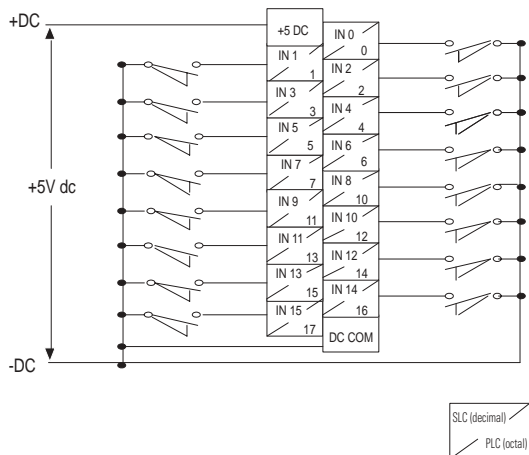 +DC
+5 DC
IN 0
0
IN 1
1
IN 2
2
IN 3
3
IN 4
4
IN 5
5
IN 6
6
IN 7
7
IN 8
10
+5V dc
IN 9
11
IN 10
12
IN 11
13
IN 12
14
IN 13
15
IN 14
16
IN 15
17
DC COM
-DC
SLC (decimal)
PLC (octal)